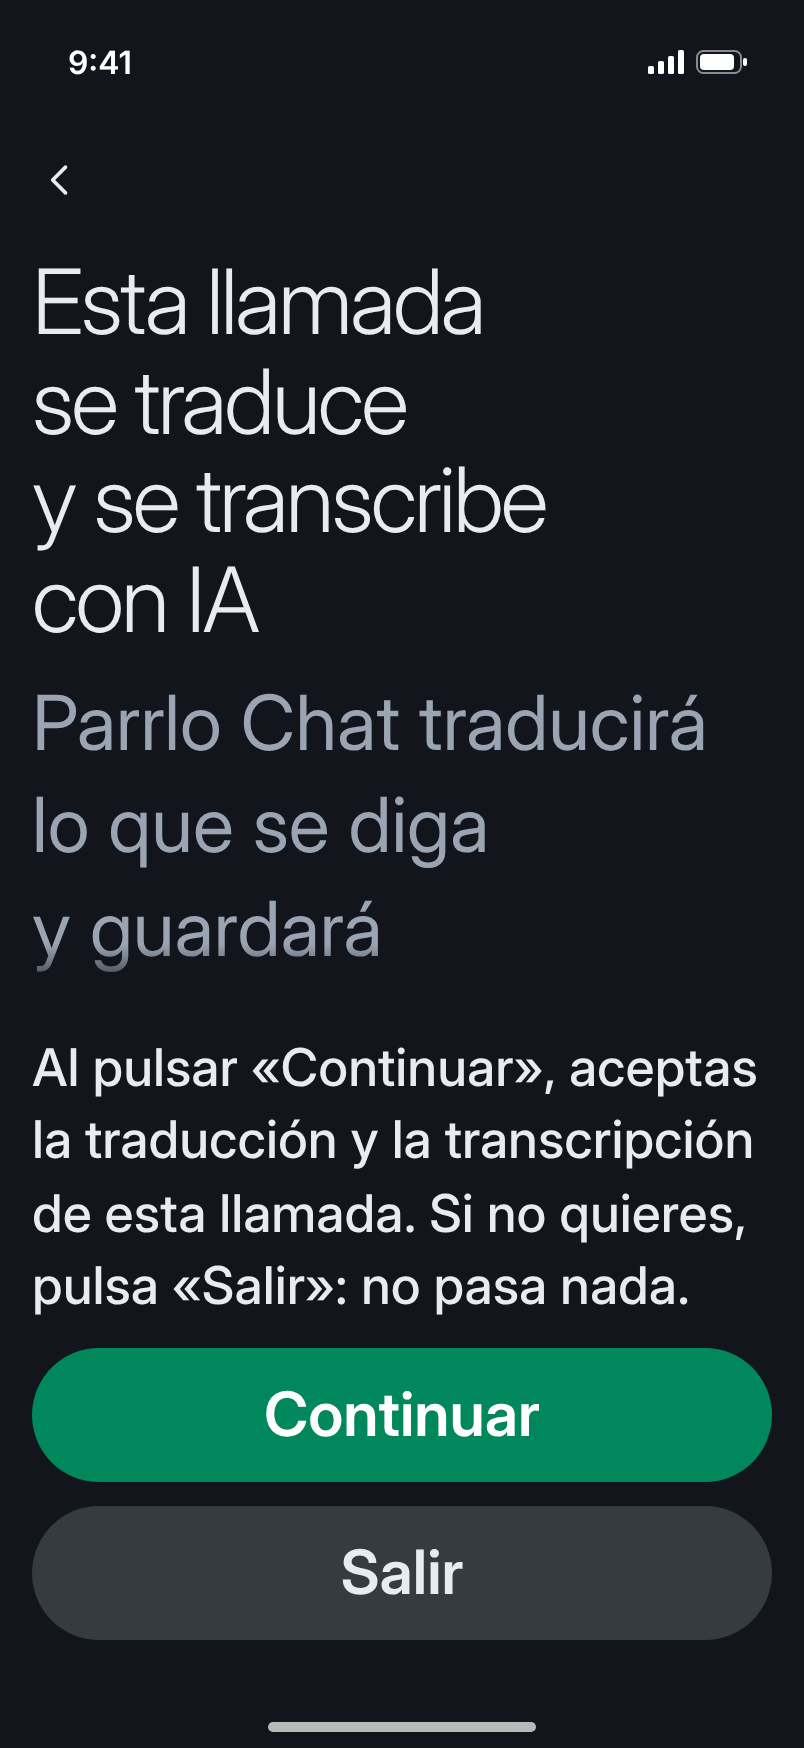 9:41
Esta llamada
se traduce
y se transcribe
con IA
Parrlo Chat traducirá
lo que se diga
y guardará
Al pulsar «Continuar», aceptas
la traducción y la transcripción
de esta llamada. Si no quieres,
pulsa «Salir»: no pasa nada.
Continuar
Salir